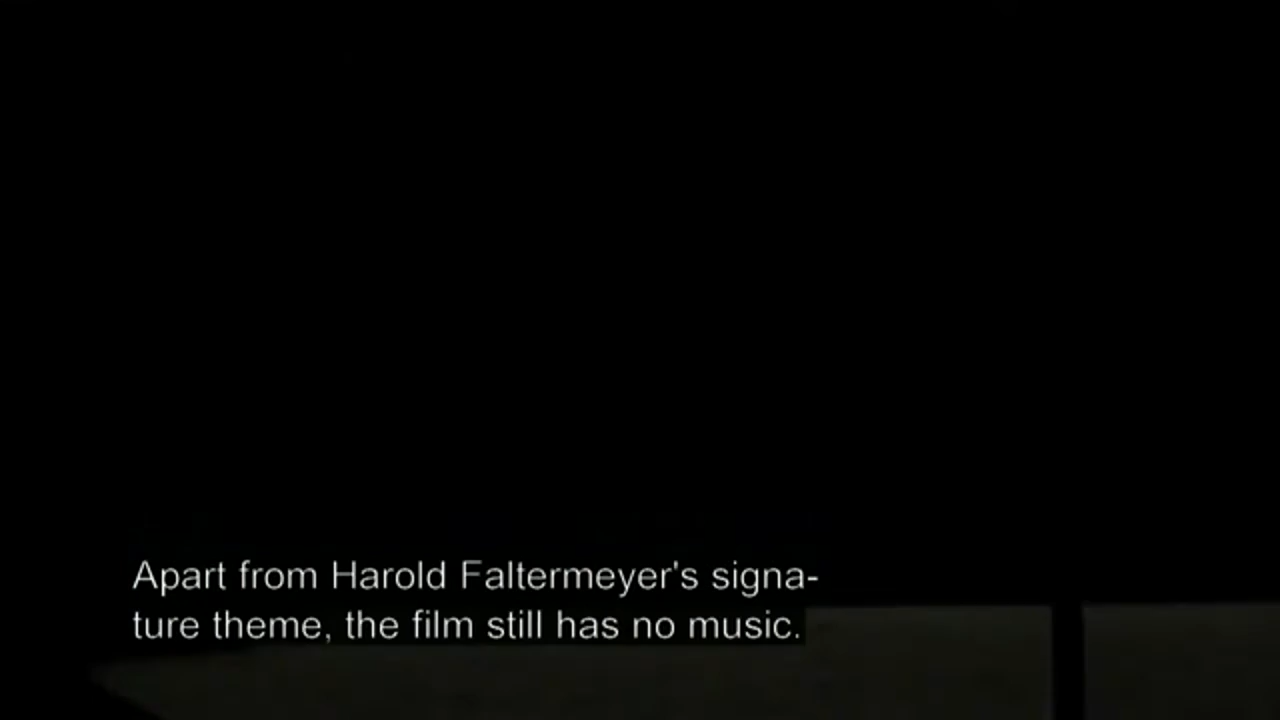 Apart from Harold Faltermeyer's signa-
ture theme, the film still has no music.